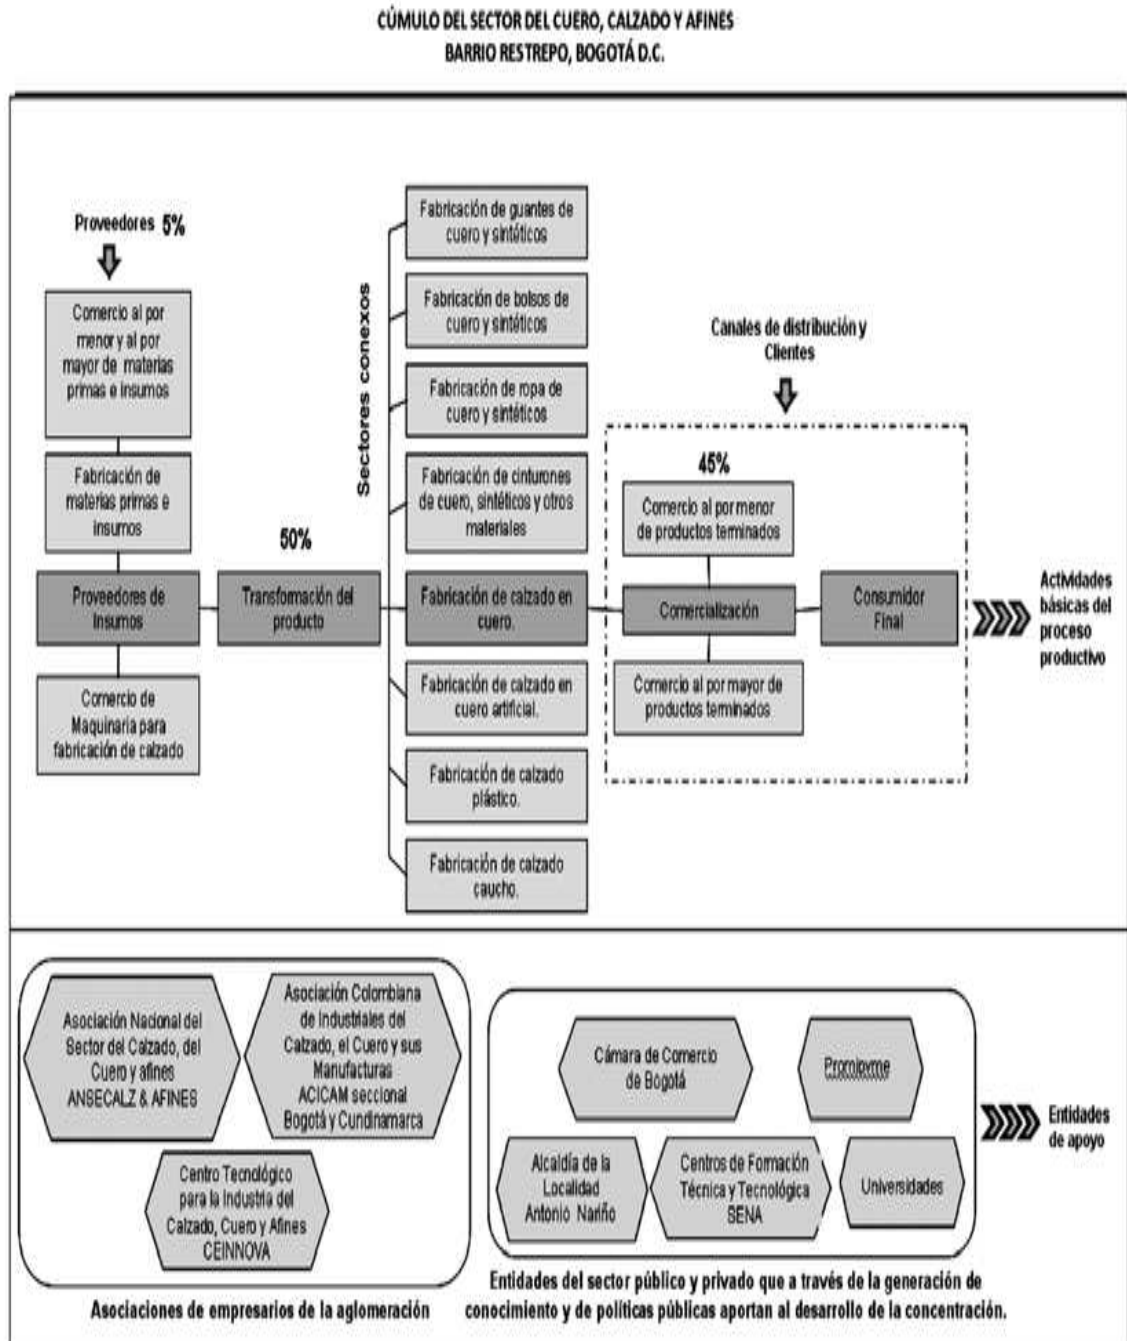 CÚMULO DEL SECTOR DEL CUERO, CALZADO Y AFINES
BARRIO RESTREPO, BOGOTÁ D.C.
Proveedores 5%
Comercio al por
menor y al por
mayor de materias
primas e insumos
Fabricación de
materias primas e
insumos
Proveedores de
Insumos
Comercio de
Maquinaria para
fabricación de calzado
50%
Transformación del
producto
Sectores conexos
Fabricación de guantes de
cuero y sintéticos
Fabricación de bolsos de
cuero y sintéticos
Fabricación de ropa de
cuero y sintéticos
Fabricación de cinturones
de cuero, sintéticos y otros
materiales
Fabricación de calzado en
cuero.
Fabricación de calzado en
cuero artificial.
Fabricación de calzado
plástico.
Fabricación de calzado
caucho.
Canales de distribución y
Clientes
45%
Comercio al por menor
de productos terminados
Comercialización
Comercio al por mayor de
productos terminados
Consumidor
Final
Actividades
básicas del
proceso
productivo
Asociación Nacional del
Sector del Calzado, del
Cuero y afines
ANSECALZ & AFINES
Asociación Colombiana
de Industriales del
Calzado, el Cuero y sus
Manufacturas
ACICAM seccional
Bogotá y Cundinamarca
Centro Tecnológico
para la Industria del
Calzado, Cuero y Afines
CEINNOVA
Asociaciones de empresarios de la aglomeración
Cámara de Comercio
de Bogotá
Promipyme
Alcaldía de la
Localidad
Antonio Nariño
Centros de Formación
Técnica y Tecnológica
SENA
Universidades
Entidades del sector público y privado que a través de la generación de
conocimiento y de políticas públicas aportan al desarrollo de la concentración.
Entidades
de apoyo